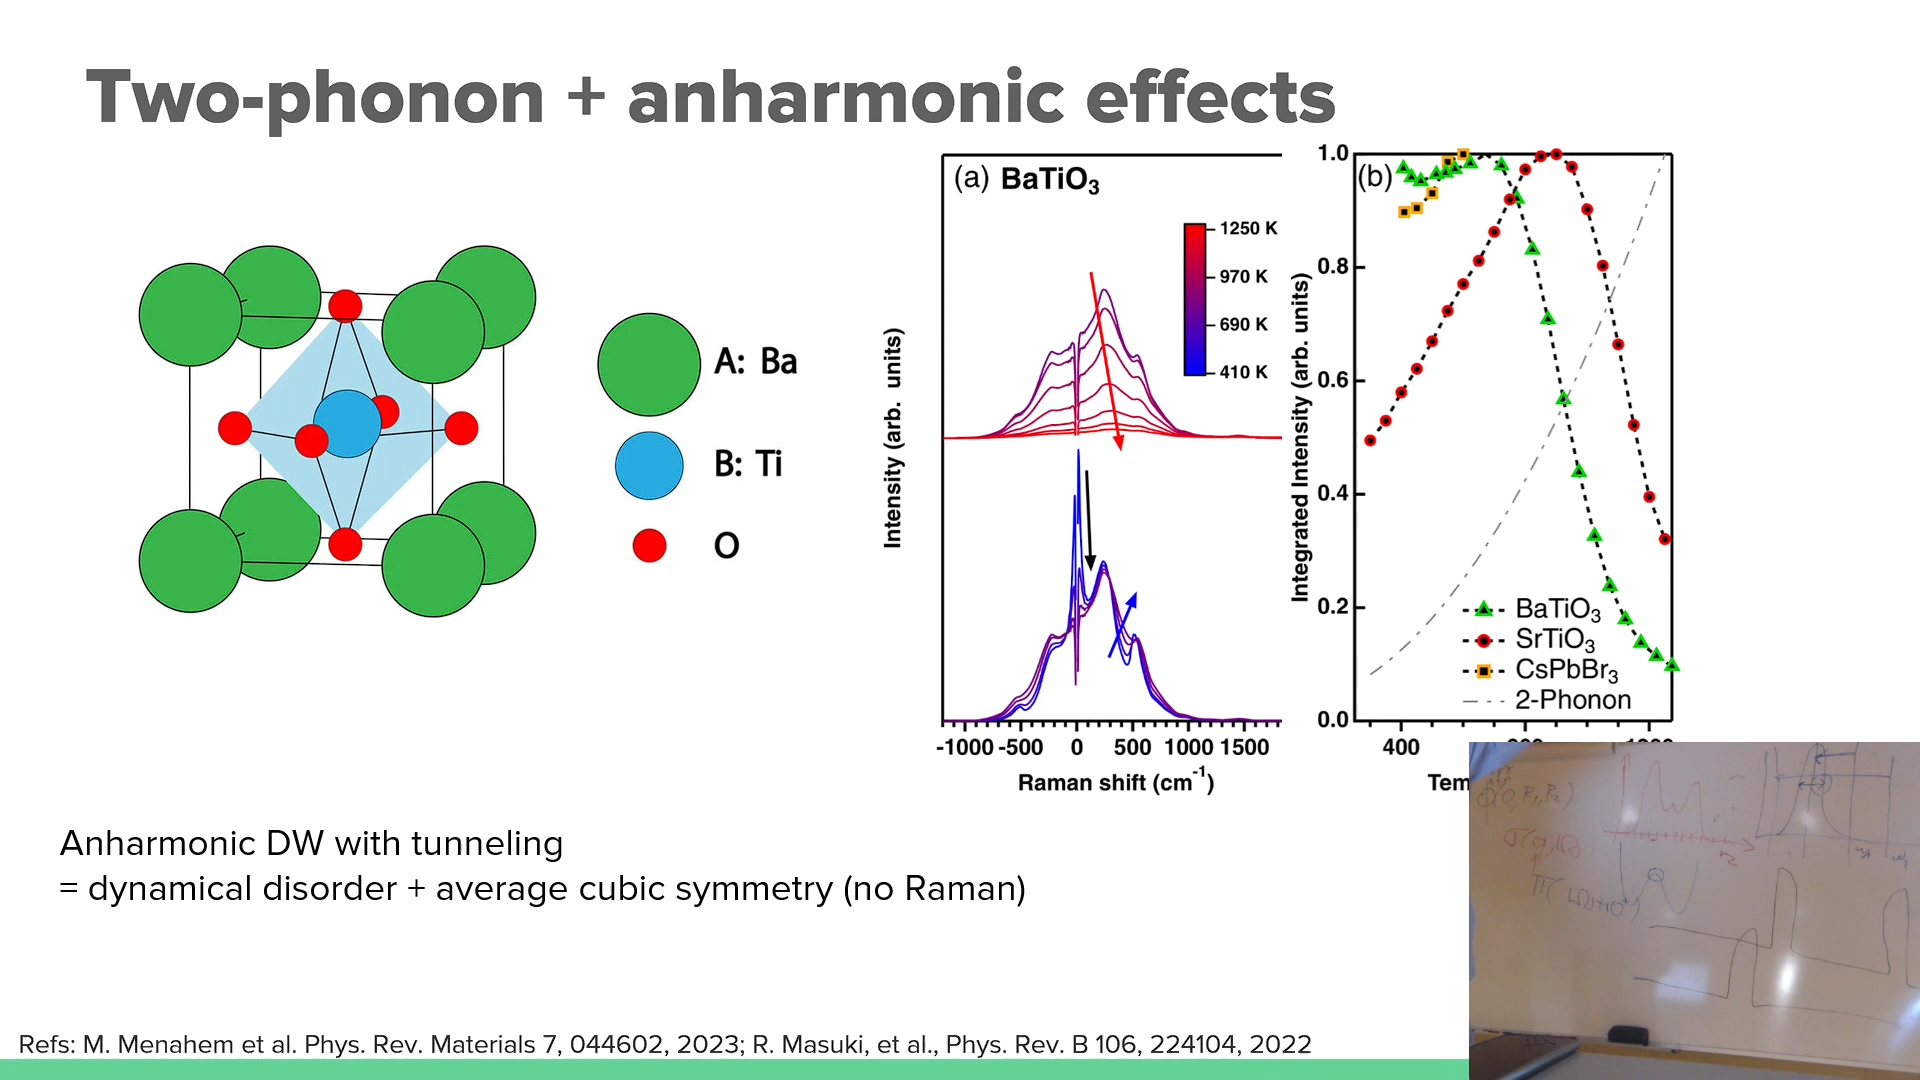 Two-phonon + anharmonic effects
A: Ba
B: Ti
O
(a) BaTiO₃
1250 K
970 K
690 K
410 K
Intensity (arb. units)
-1000 -500 0 500 1000 1500
Raman shift (cm⁻¹)
(b)
1.0
0.8
0.6
0.4
0.2
0.0
Integrated Intensity (arb. units)
BaTiO₃
SrTiO₃
CsPbBr₃
2-Phonon
400
Tem
Anharmonic DW with tunneling
= dynamical disorder + average cubic symmetry (no Raman)
Refs: M. Menahem et al. Phys. Rev. Materials 7, 044602, 2023; R. Masuki, et al., Phys. Rev. B 106, 224104, 2022